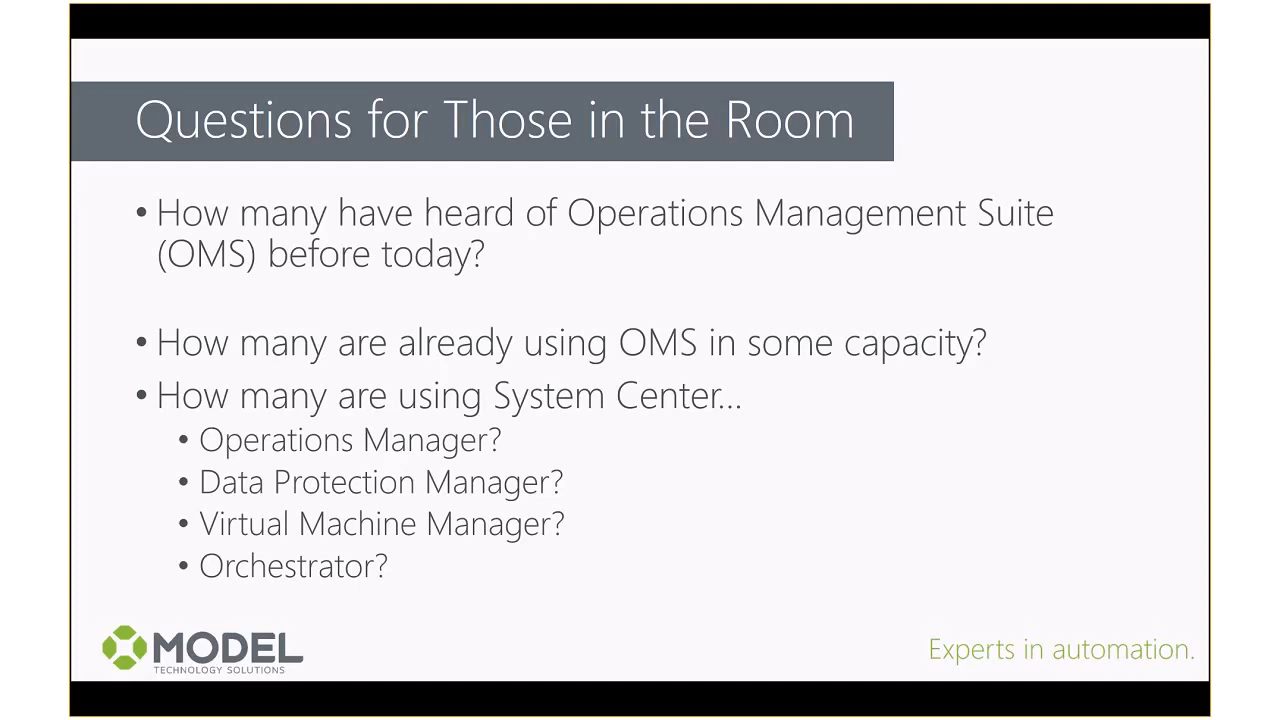 Questions for Those in the Room
• How many have heard of Operations Management Suite
(OMS) before today?
• How many are already using OMS in some capacity?
• How many are using System Center...
• Operations Manager?
• Data Protection Manager?
• Virtual Machine Manager?
• Orchestrator?
MODEL
TECHNOLOGY SOLUTIONS
Experts in automation.